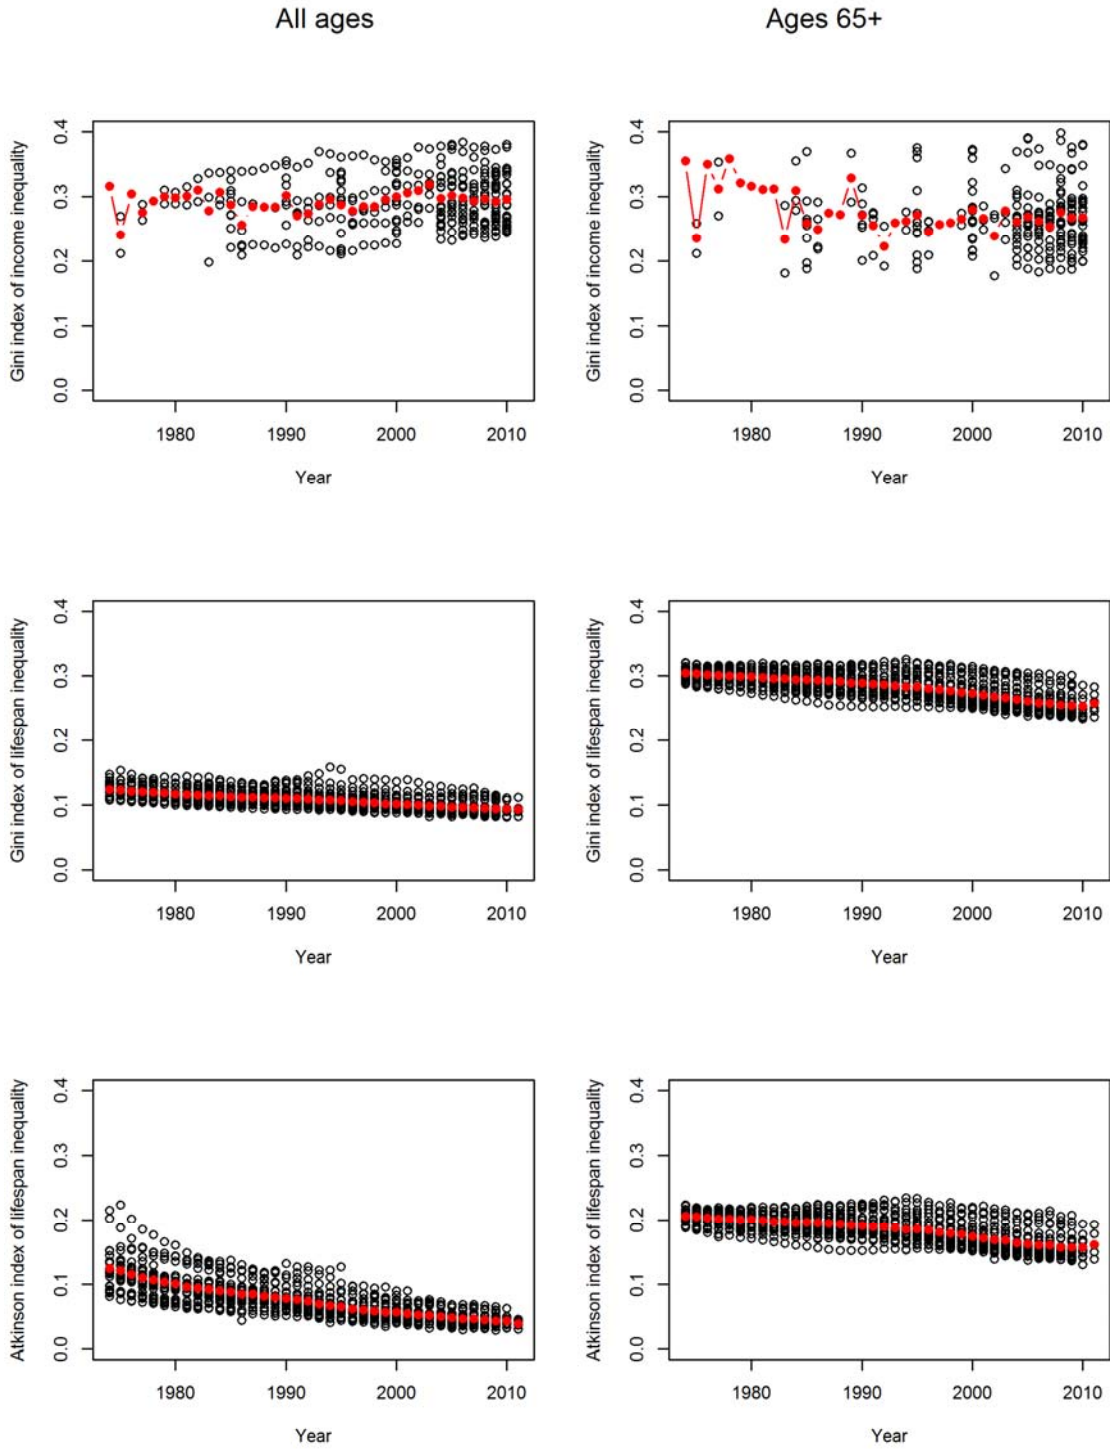 All ages
Ages 65+
Gini index of income inequality
0.4
0.3
0.2
0.1
0.0
1980 1990 2000 2010
Year
Gini index of income inequality
0.4
0.3
0.2
0.1
0.0
1980 1990 2000 2010
Year
Gini index of lifespan inequality
0.4
0.3
0.2
0.1
0.0
1980 1990 2000 2010
Year
Gini index of lifespan inequality
0.4
0.3
0.2
0.1
0.0
1980 1990 2000 2010
Year
Atkinson index of lifespan inequality
0.4
0.3
0.2
0.1
0.0
1980 1990 2000 2010
Year
Atkinson index of lifespan inequality
0.4
0.3
0.2
0.1
0.0
1980 1990 2000 2010
Year